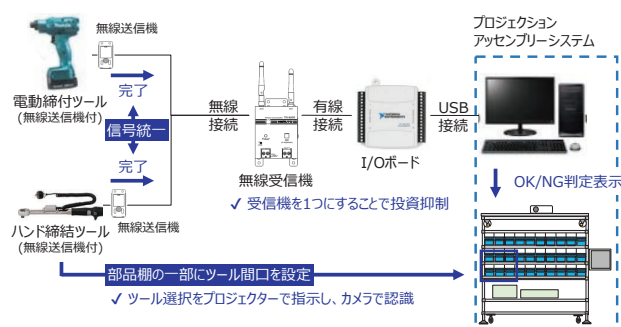 プロジェクション
アッセンブリーシステム
無線送信機
完了
電動締付ツール
(無線送信機付)
信号統一
完了
無線
接続
有線
接続
USB
接続
I/Oボード
無線受信機
✓ 受信機を1つにすることで投資抑制
OK/NG判定表示
ハンド締結ツール
(無線送信機付)
無線送信機
部品棚の一部にツール間口を設定
✓ ツール選択をプロジェクターで指示し、カメラで認識